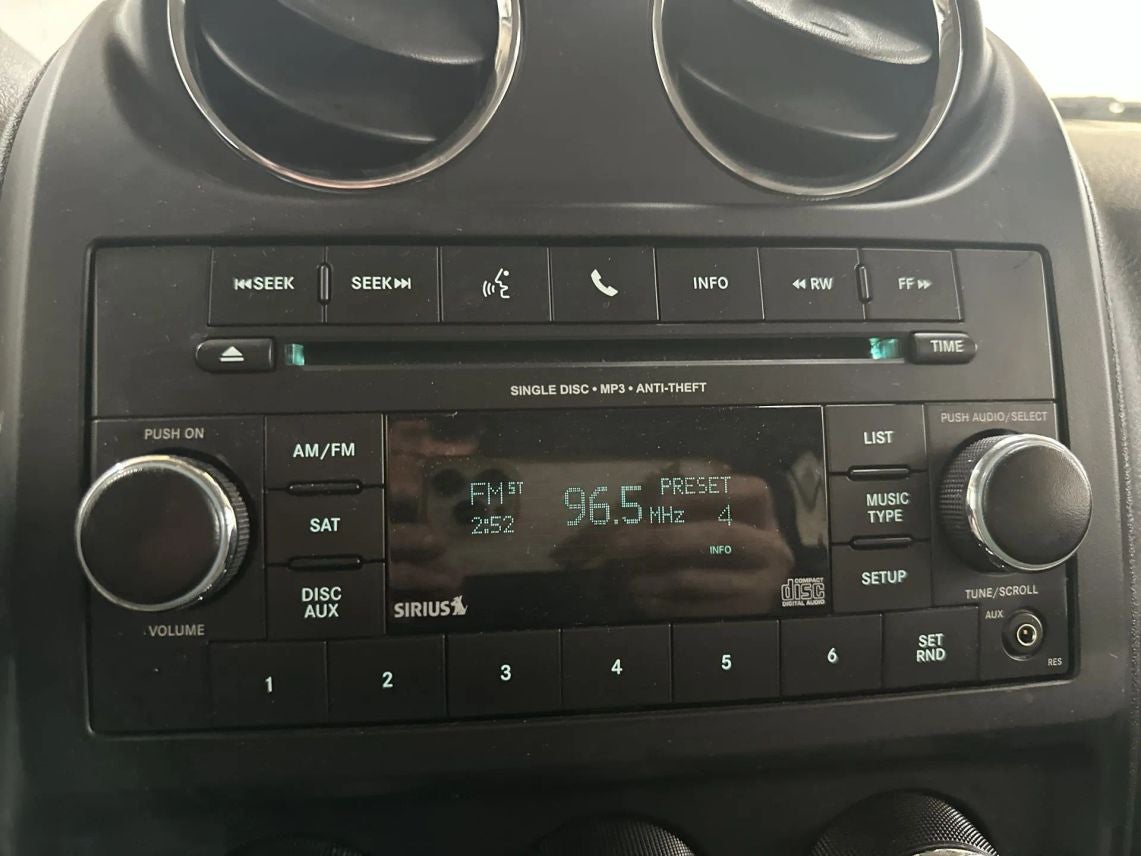 SEEK
SEEK
INFO
RW
FF
TIME
SINGLE DISC • MP3 • ANTI-THEFT
PUSH ON
AM/FM
SAT
DISC
AUX
VOLUME
FM ST
2:52
96.5 MHz
PRESET
4
INFO
SIRIUS
COMPACT
disc
DIGITAL AUDIO
LIST
MUSIC
TYPE
SETUP
PUSH AUDIO/SELECT
TUNE/SCROLL
AUX
RES
1
2
3
4
5
6
SET
RND